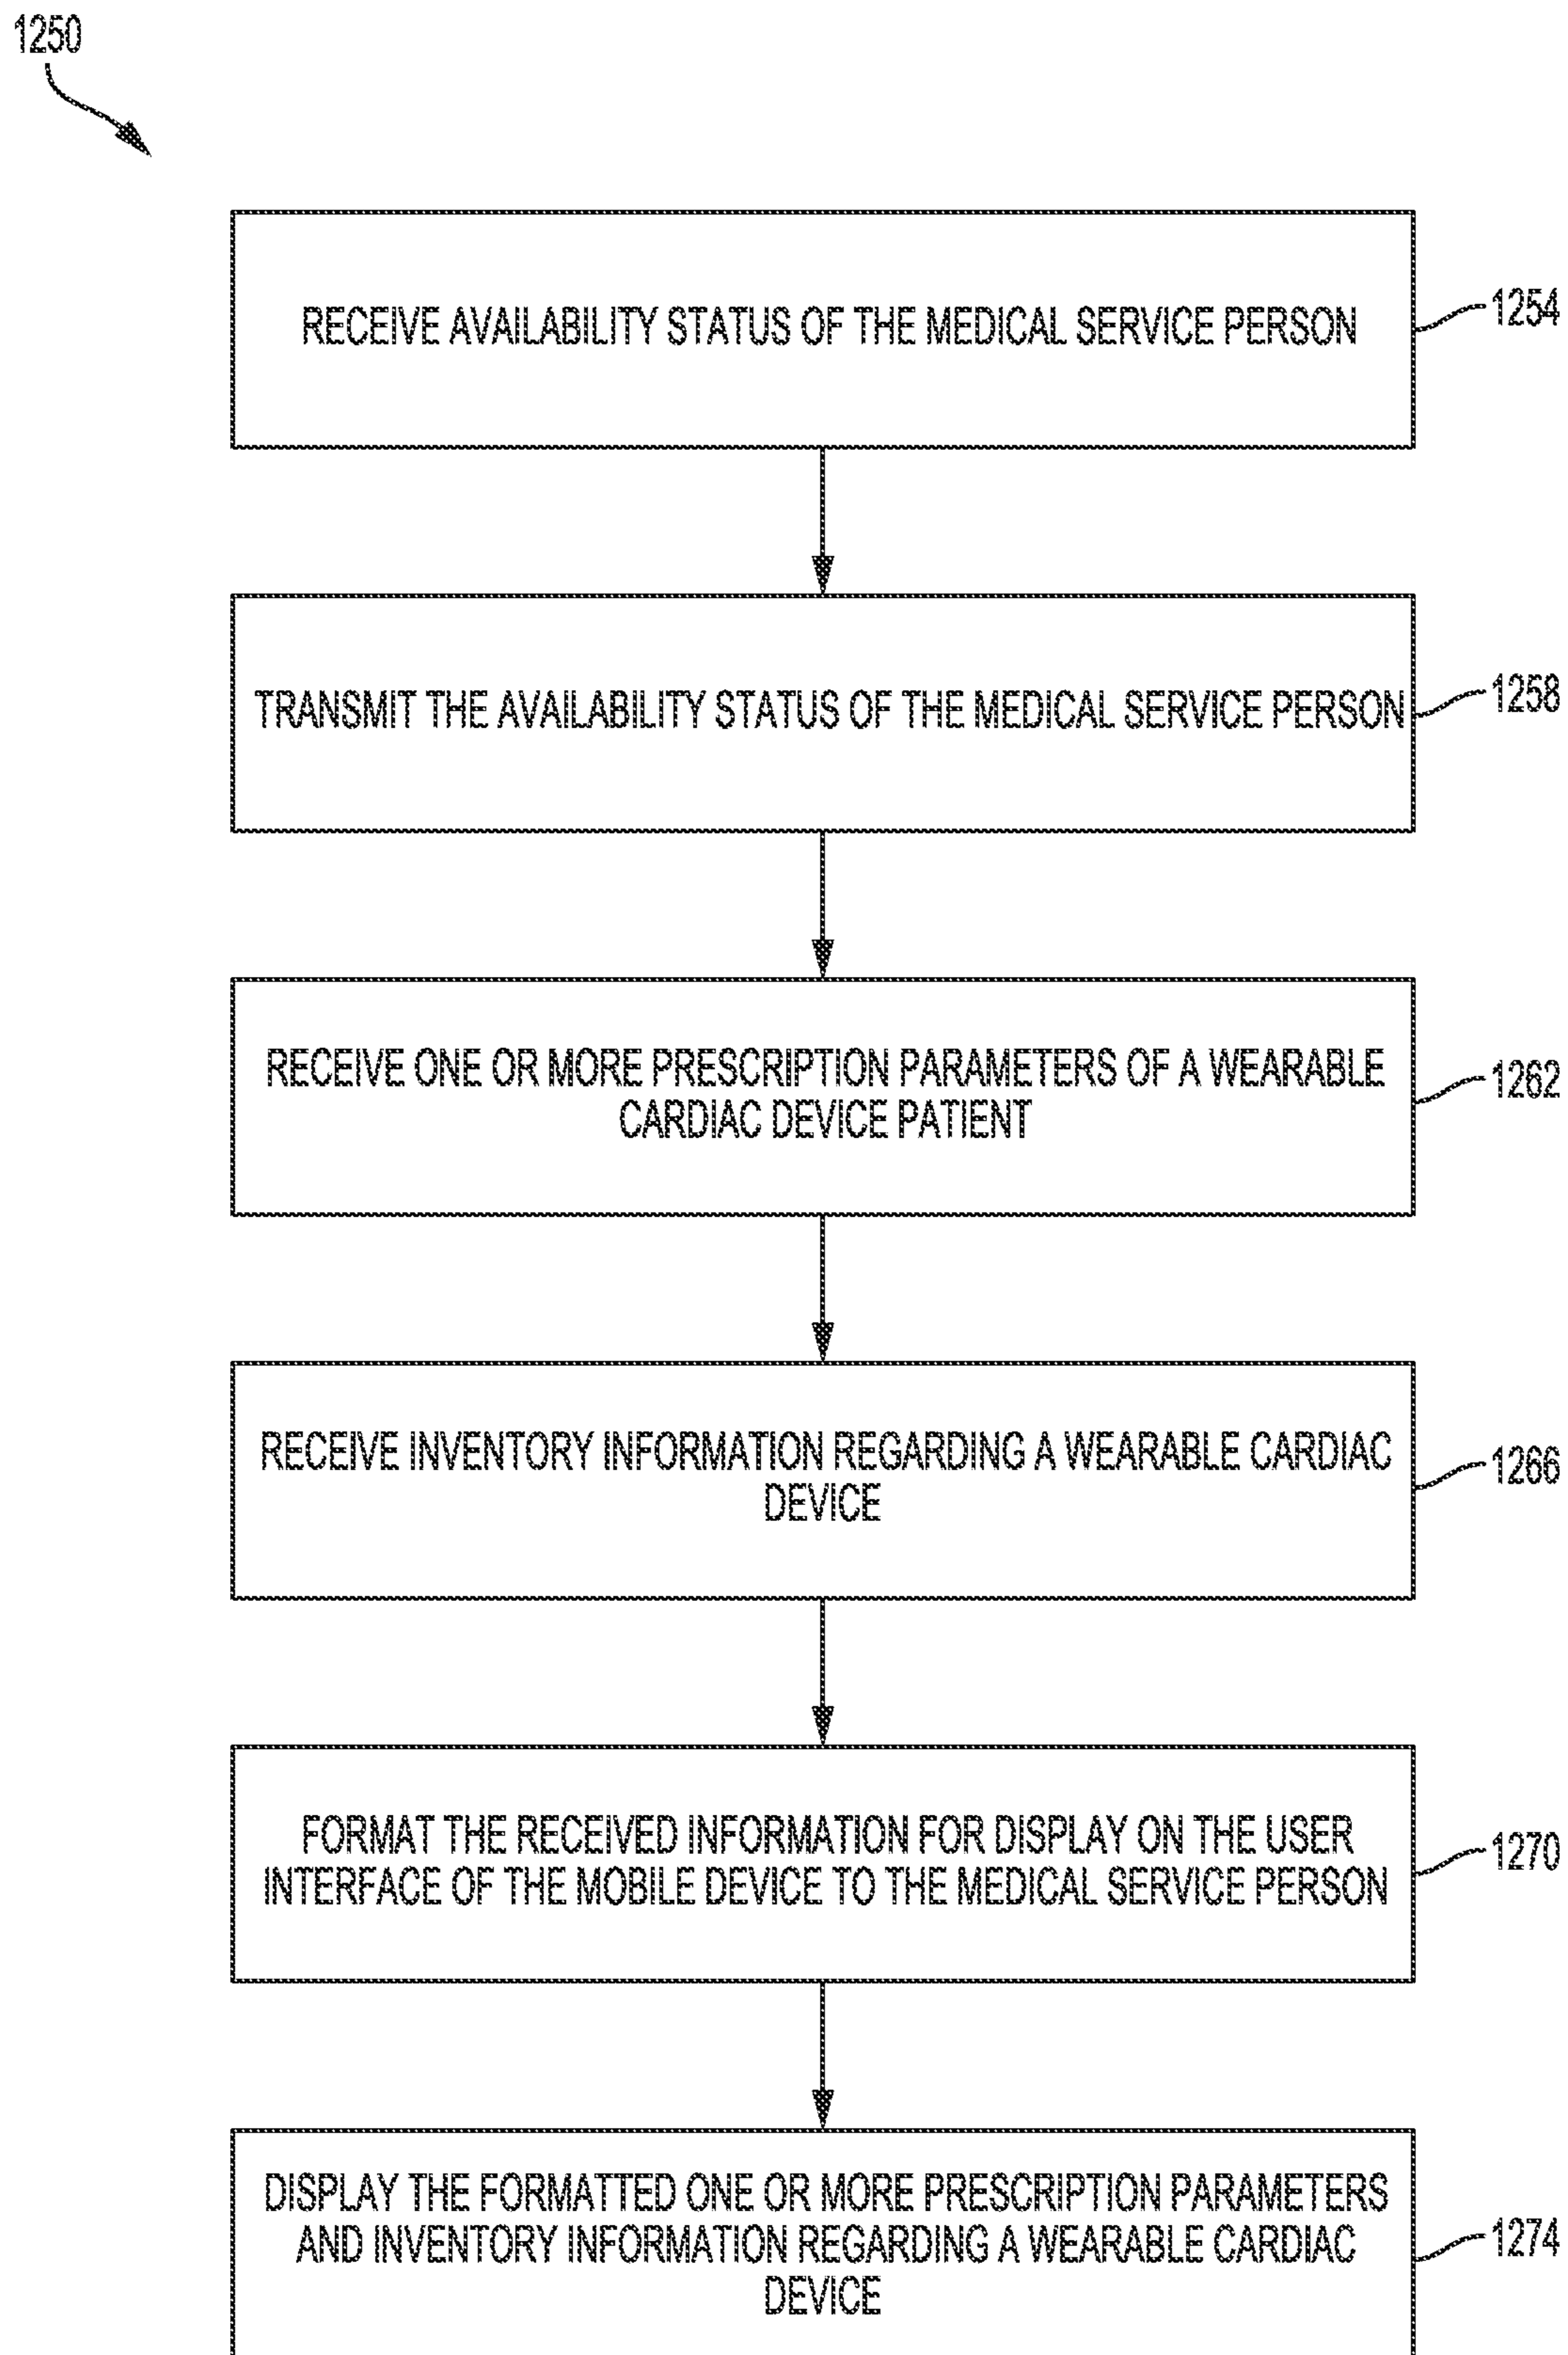 1250
RECEIVE AVAILABILITY STATUS OF THE MEDICAL SERVICE PERSON
1254
TRANSMIT THE AVAILABILITY STATUS OF THE MEDICAL SERVICE PERSON
1258
RECEIVE ONE OR MORE PRESCRIPTION PARAMETERS OF A WEARABLE
CARDIAC DEVICE PATIENT
1262
RECEIVE INVENTORY INFORMATION REGARDING A WEARABLE CARDIAC
DEVICE
1266
FORMAT THE RECEIVED INFORMATION FOR DISPLAY ON THE USER
INTERFACE OF THE MOBILE DEVICE TO THE MEDICAL SERVICE PERSON
1270
DISPLAY THE FORMATTED ONE OR MORE PRESCRIPTION PARAMETERS
AND INVENTORY INFORMATION REGARDING A WEARABLE CARDIAC
DEVICE
1274